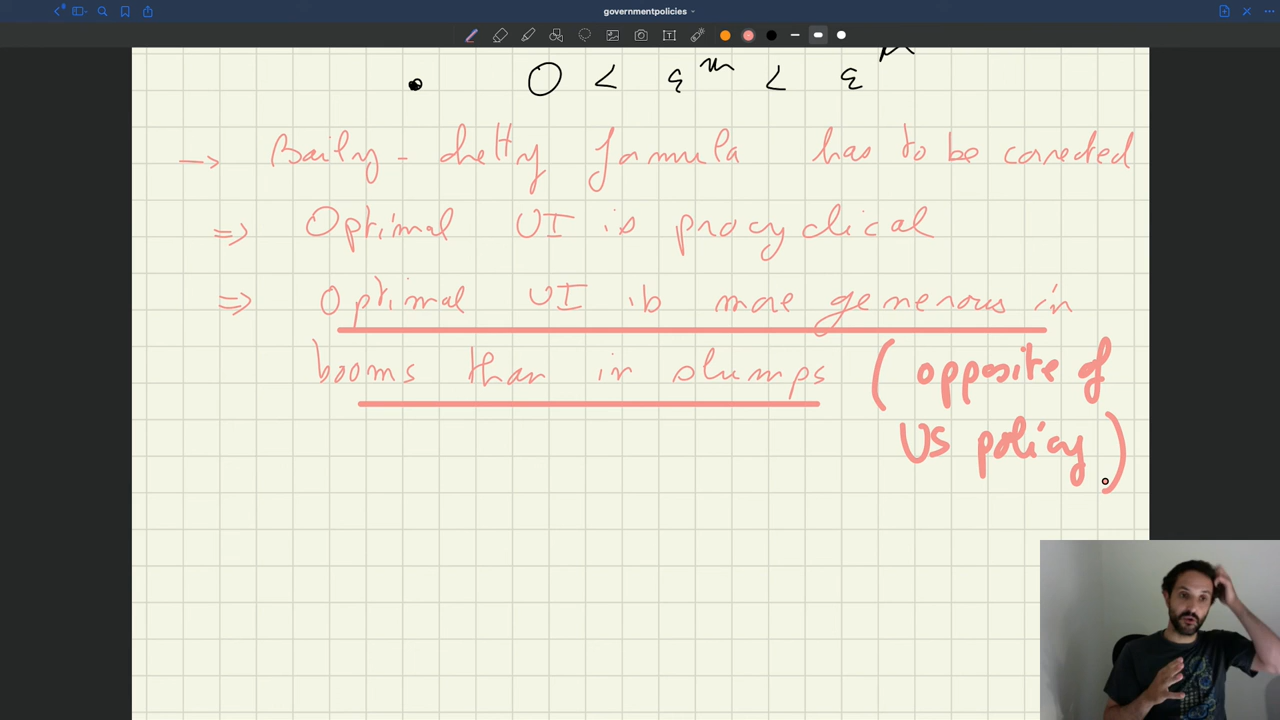 governmentpolicies
• 0 < ε^m < ε
→ Baily-chetty formula has to be corrected
⇒ Optimal UI is procyclical
⇒ Optimal UI is more generous in
booms than in slumps (opposite of
US policy)